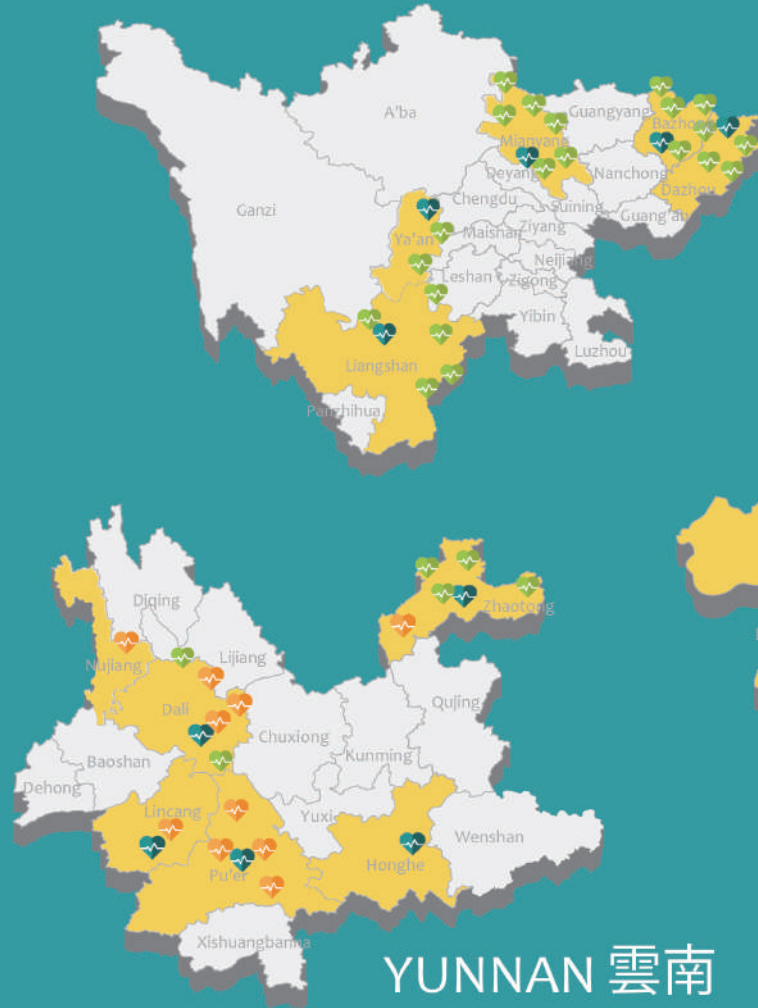 A'ba
Guangyang
Bazhong
Mianyang
Deyang
Nanchong
Dazhou
Chengdu
Suining
Guang'an
Ganzi
Ya'an
Maishan
Ziyang
Neijiang
Leshan
Zigong
Yibin
Luzhou
Liangshan
Panzhihua
Diqing
Zhaotong
Nujiang
Lijiang
Dali
Qujing
Chuxiong
Baoshan
Kunming
Dehong
Lincang
Yuxi
Wenshan
Honghe
Pu'er
Xishuangbanna
YUNNAN 雲南